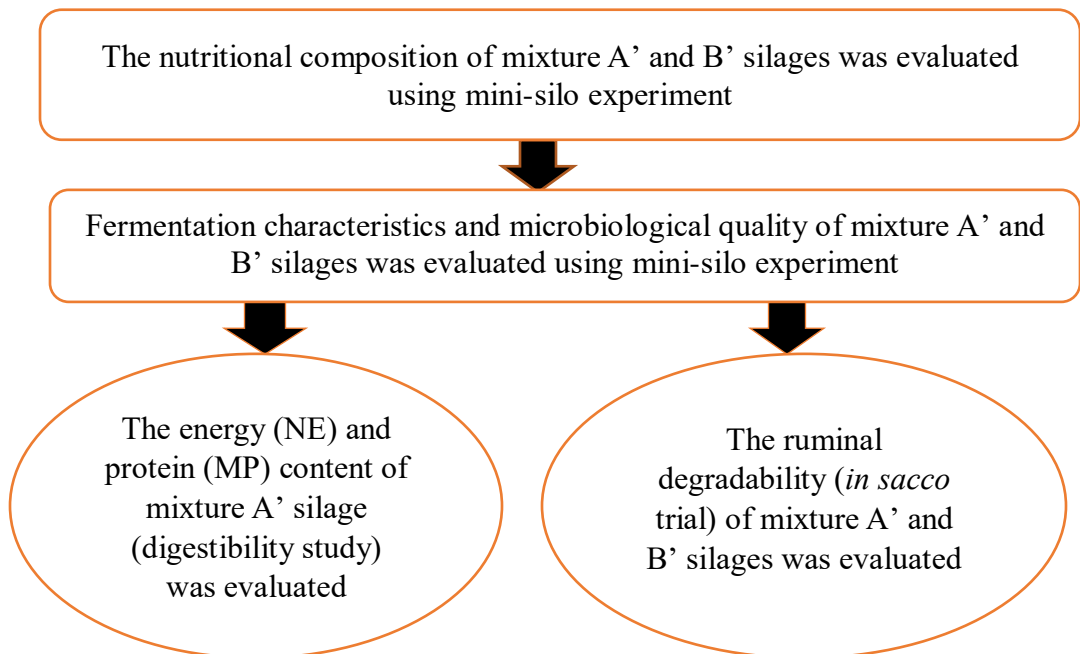 The nutritional composition of mixture A’ and B’ silages was evaluated
using mini-silo experiment
Fermentation characteristics and microbiological quality of mixture A’ and
B’ silages was evaluated using mini-silo experiment
The energy (NE) and
protein (MP) content of
mixture A’ silage
(digestibility study)
was evaluated
The ruminal
degradability (in sacco
trial) of mixture A’ and
B’ silages was evaluated